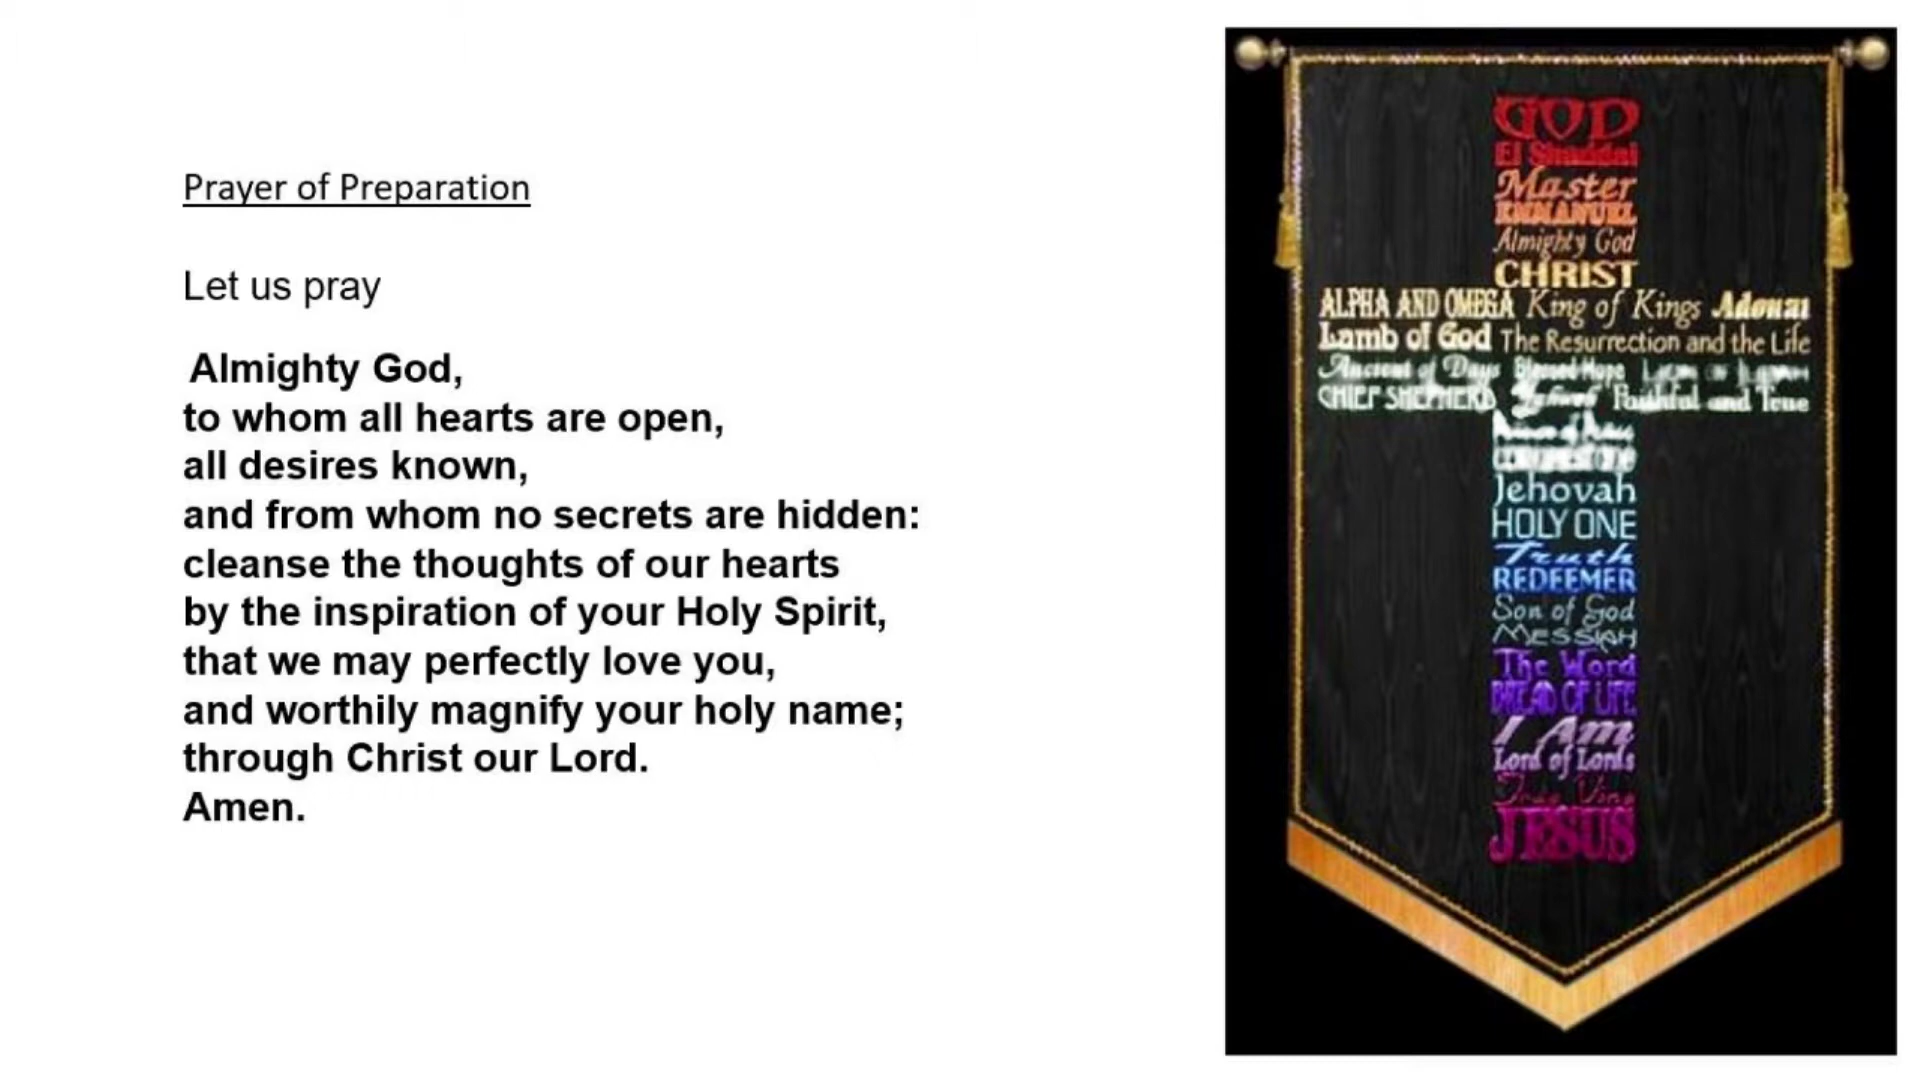 Prayer of Preparation
Let us pray
Almighty God,
to whom all hearts are open,
all desires known,
and from whom no secrets are hidden:
cleanse the thoughts of our hearts
by the inspiration of your Holy Spirit,
that we may perfectly love you,
and worthily magnify your holy name;
through Christ our Lord.
Amen.
GOD
El Shaddai
Master
EMMANUEL
Almighty God
CHRIST
ALPHA AND OMEGA King of Kings Adonai
Lamb of God The Resurrection and the Life
Ancient of Days Blessed Hope
CHIEF SHEPHERD Faithful and True
Jehovah
HOLY ONE
Truth
REDEEMER
Son of God
MESSIAH
The Word
BREAD OF LIFE
I Am
Lord of Lords
True Vine
JESUS